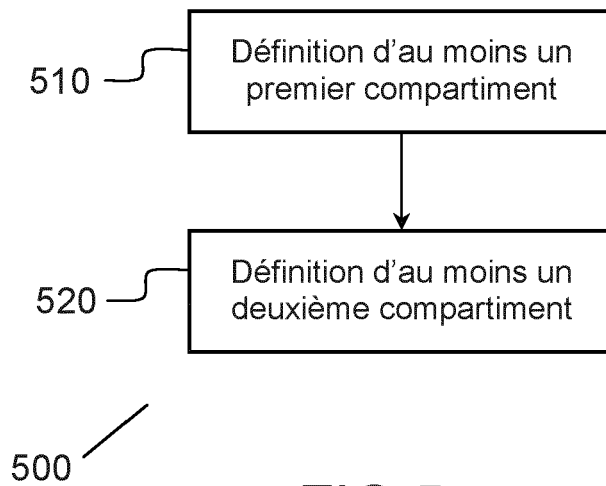 510
Définition d'au moins un
premier compartiment
520
Définition d'au moins un
deuxième compartiment
500